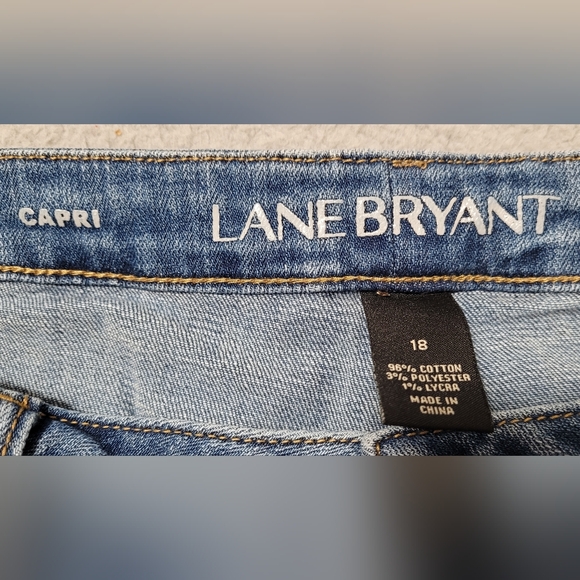 CAPRI
LANE BRYANT
18
96% COTTON
3% POLYESTER
1% LYCRA
MADE IN
CHINA